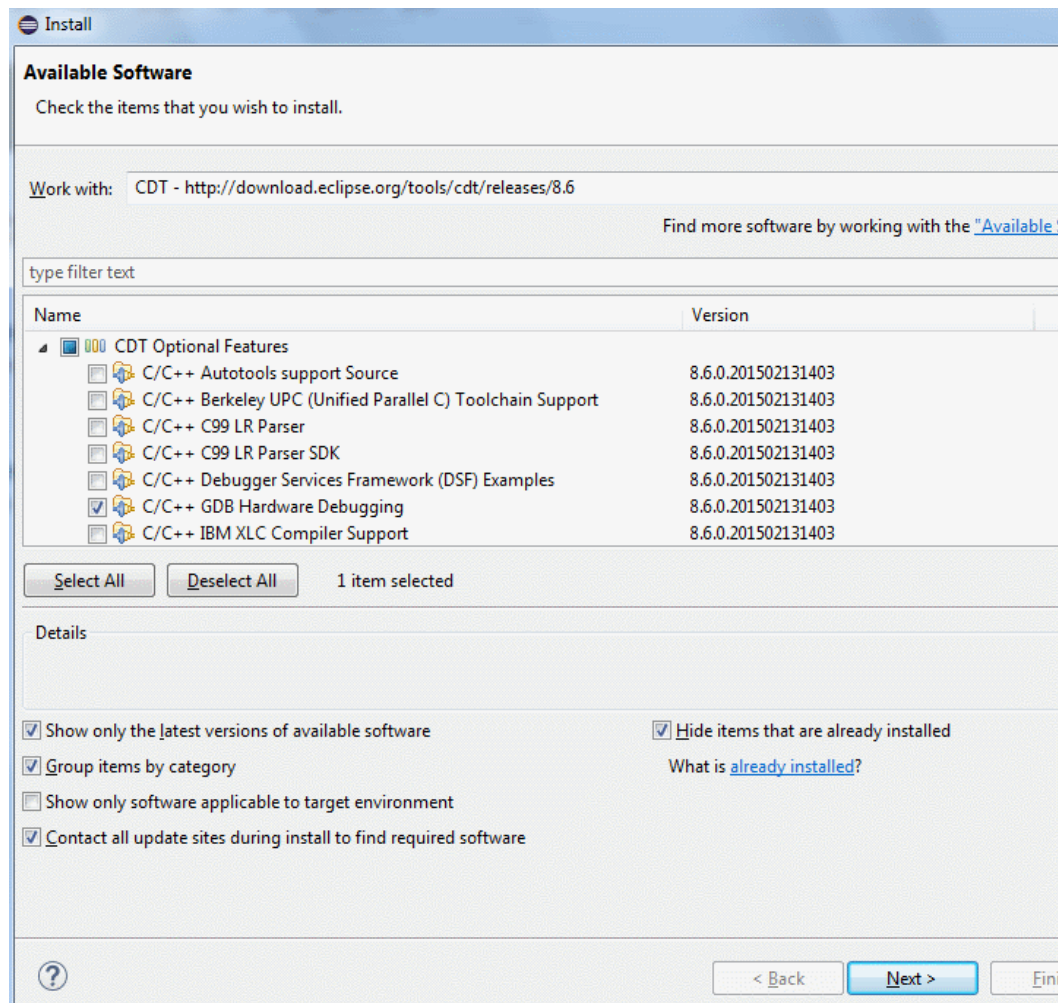 Install
Available Software
Check the items that you wish to install.
Work with: CDT - http://download.eclipse.org/tools/cdt/releases/8.6
Find more software by working with the "Available
type filter text
Name Version
CDT Optional Features
C/C++ Autotools support Source 8.6.0.201502131403
C/C++ Berkeley UPC (Unified Parallel C) Toolchain Support 8.6.0.201502131403
C/C++ C99 LR Parser 8.6.0.201502131403
C/C++ C99 LR Parser SDK 8.6.0.201502131403
C/C++ Debugger Services Framework (DSF) Examples 8.6.0.201502131403
C/C++ GDB Hardware Debugging 8.6.0.201502131403
C/C++ IBM XLC Compiler Support 8.6.0.201502131403
Select All Deselect All 1 item selected
Details
Show only the latest versions of available software Hide items that are already installed
Group items by category What is already installed?
Show only software applicable to target environment
Contact all update sites during install to find required software
? < Back Next > Fini